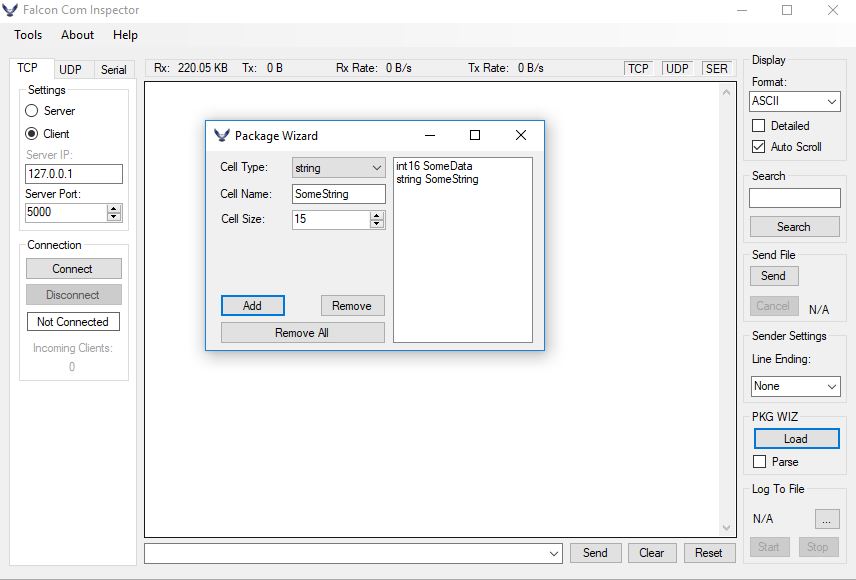 Falcon Com Inspector
Tools About Help
TCP UDP Serial
Settings
Server
Client
Server IP:
127.0.0.1
Server Port:
5000
Connection
Connect
Disconnect
Not Connected
Incoming Clients:
0
Rx: 220.05 KB Tx: 0 B Rx Rate: 0 B/s Tx Rate: 0 B/s TCP UDP SER
Package Wizard
Cell Type: string
Cell Name: SomeString
Cell Size: 15
Add Remove
Remove All
int16 SomeData
string SomeString
Send Clear Reset
Display
Format:
ASCII
Detailed
Auto Scroll
Search
Search
Send File
Send
Cancel N/A
Sender Settings
Line Ending:
None
PKG WIZ
Load
Parse
Log To File
N/A ...
Start Stop